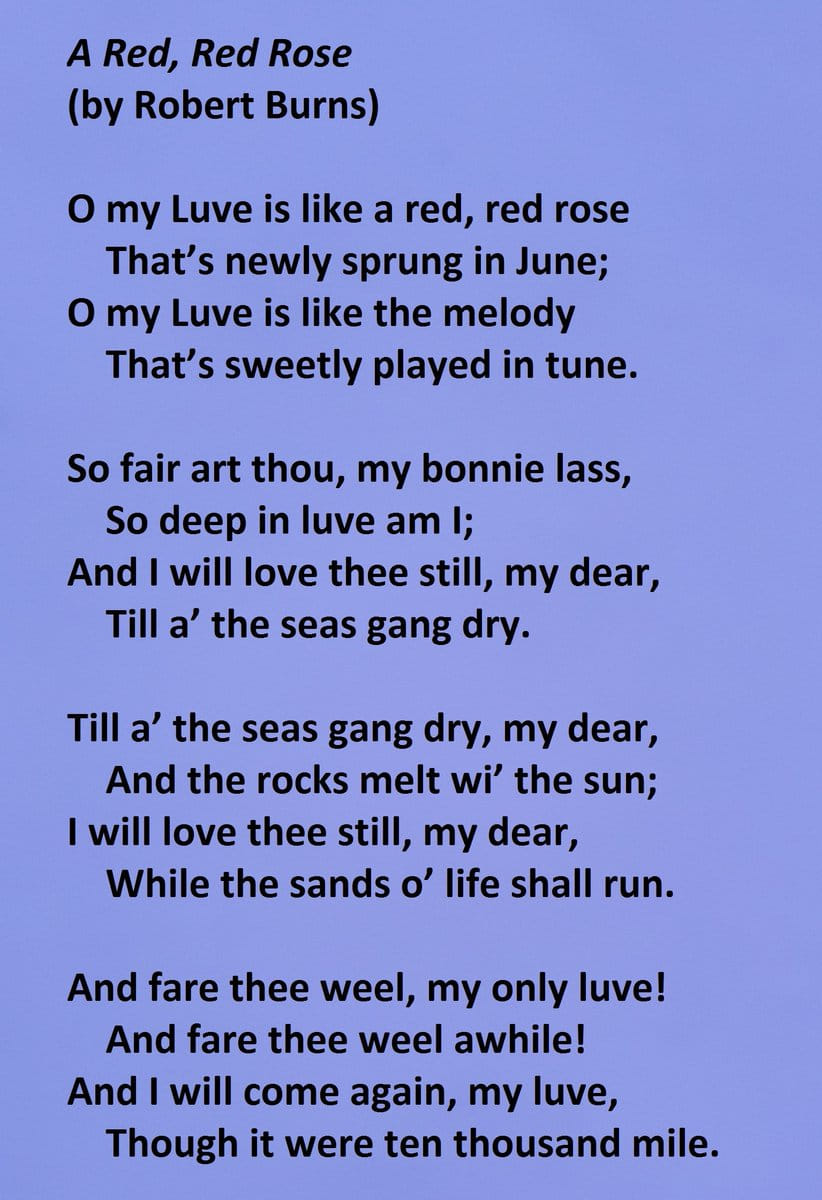 A Red, Red Rose
(by Robert Burns)
O my Luve is like a red, red rose
That’s newly sprung in June;
O my Luve is like the melody
That’s sweetly played in tune.
So fair art thou, my bonnie lass,
So deep in luve am I;
And I will love thee still, my dear,
Till a’ the seas gang dry.
Till a’ the seas gang dry, my dear,
And the rocks melt wi’ the sun;
I will love thee still, my dear,
While the sands o’ life shall run.
And fare thee weel, my only luve!
And fare thee weel awhile!
And I will come again, my luve,
Though it were ten thousand mile.